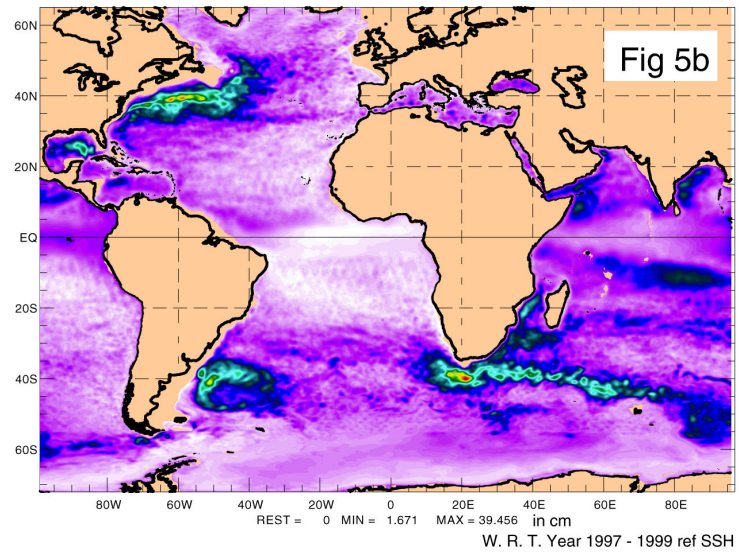 60N
Fig 5b
40N
20N
EQ
20S
40S
60S
80W 60W 40W 20W 0 20E 40E 60E 80E
REST = 0 MIN = 1.671 MAX = 39.456 in cm
W. R. T. Year 1997 - 1999 ref SSH